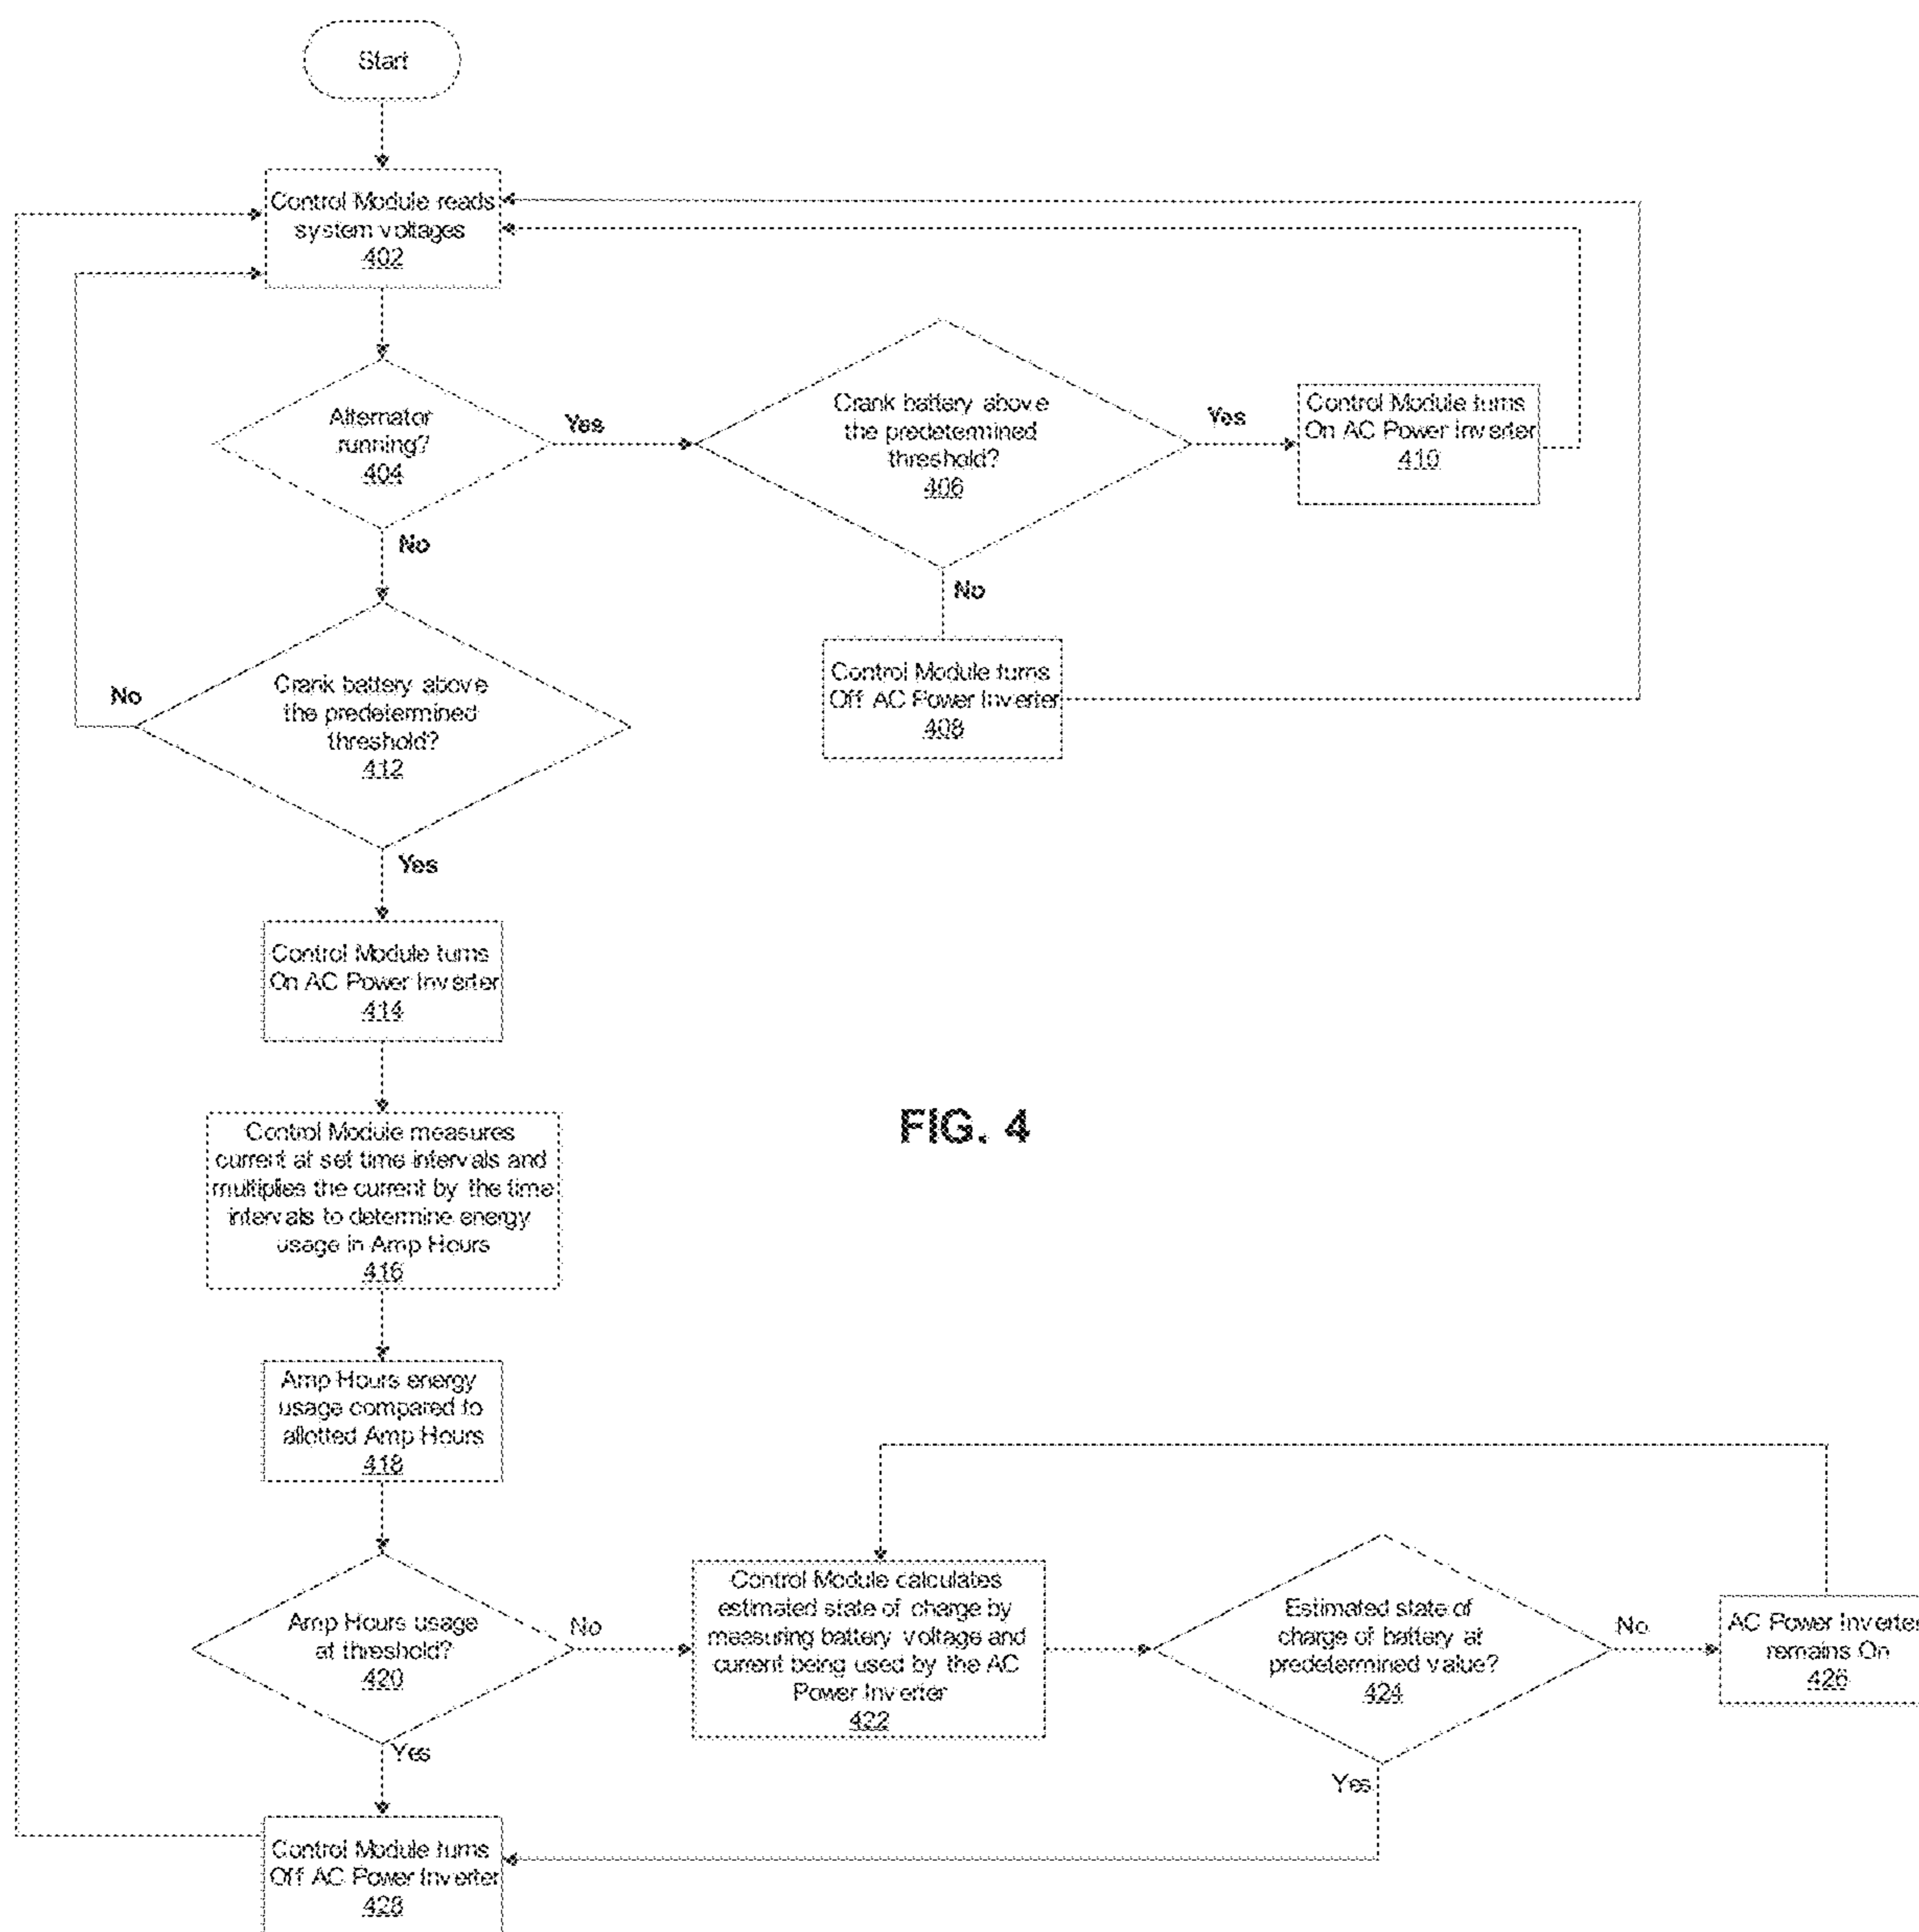 Start
Control Module reads
system voltages
402
Alternator
running?
404
Yes
No
Crank battery above
the predetermined
threshold?
406
Yes
No
Control Module turns
On AC Power Inverter
410
Control Module turns
Off AC Power Inverter
408
Crank battery above
the predetermined
threshold?
412
No
Yes
Control Module turns
On AC Power Inverter
414
Control Module measures
current at set time intervals and
multiplies the current by the time
intervals to determine energy
usage in Amp Hours
416
FIG. 4
Amp Hours energy
usage compared to
allotted Amp Hours
418
Amp Hours usage
at threshold?
420
No
Yes
Control Module calculates
estimated state of charge by
measuring battery voltage and
current being used by the AC
Power Inverter
422
Estimated state of
charge of battery at
predetermined value?
424
No
Yes
AC Power Inverter
remains On
426
Control Module turns
Off AC Power Inverter
428